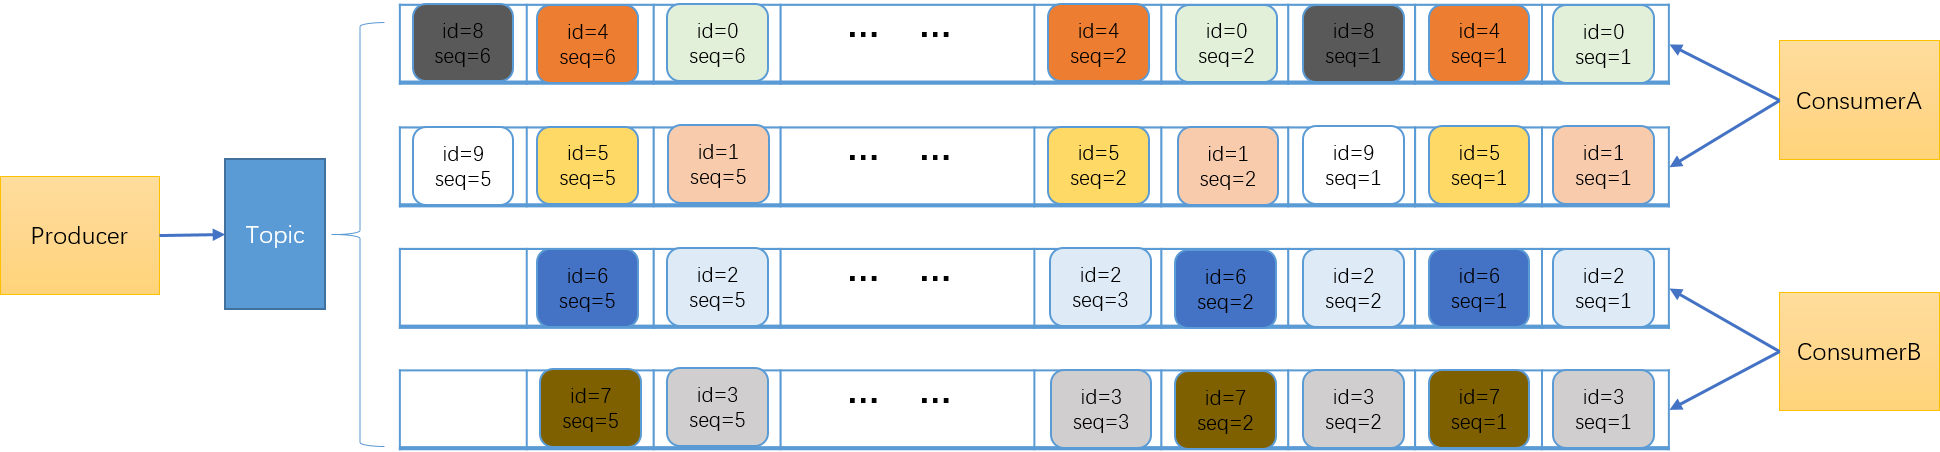 id=8
seq=6
id=4
seq=6
id=0
seq=6
... ...
id=4
seq=2
id=0
seq=2
id=8
seq=1
id=4
seq=1
id=0
seq=1
ConsumerA
id=9
seq=5
id=5
seq=5
id=1
seq=5
... ...
id=5
seq=2
id=1
seq=2
id=9
seq=1
id=5
seq=1
id=1
seq=1
Producer
Topic
id=6
seq=5
id=2
seq=5
... ...
id=2
seq=3
id=6
seq=2
id=2
seq=2
id=6
seq=1
id=2
seq=1
ConsumerB
id=7
seq=5
id=3
seq=5
... ...
id=3
seq=3
id=7
seq=2
id=3
seq=2
id=7
seq=1
id=3
seq=1